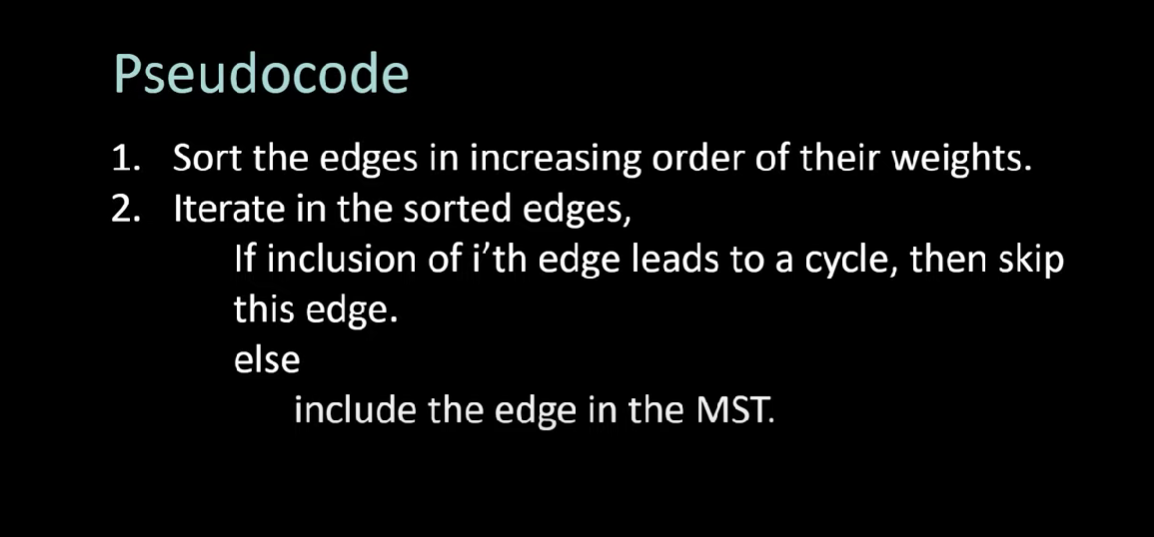 Pseudocode
1. Sort the edges in increasing order of their weights.
2. Iterate in the sorted edges,
If inclusion of i’th edge leads to a cycle, then skip
this edge.
else
include the edge in the MST.